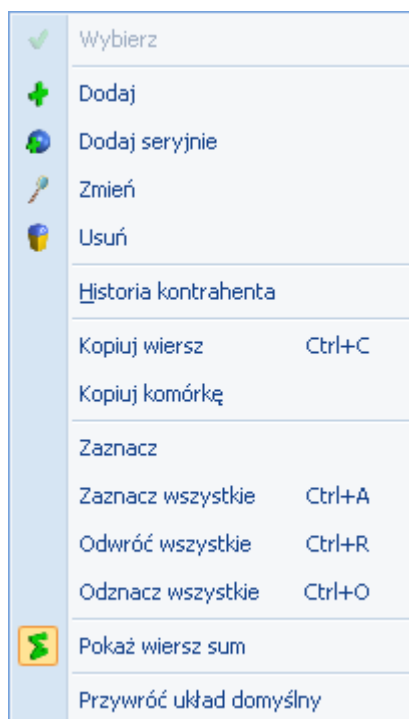 Wybierz
Dodaj
Dodaj seryjnie
Zmień
Usuń
Historia kontrahenta
Kopiuj wiersz Ctrl+C
Kopiuj komórkę
Zaznacz
Zaznacz wszystkie Ctrl+A
Odwróć wszystkie Ctrl+R
Odznacz wszystkie Ctrl+O
Pokaż wiersz sum
Przywróć układ domyślny